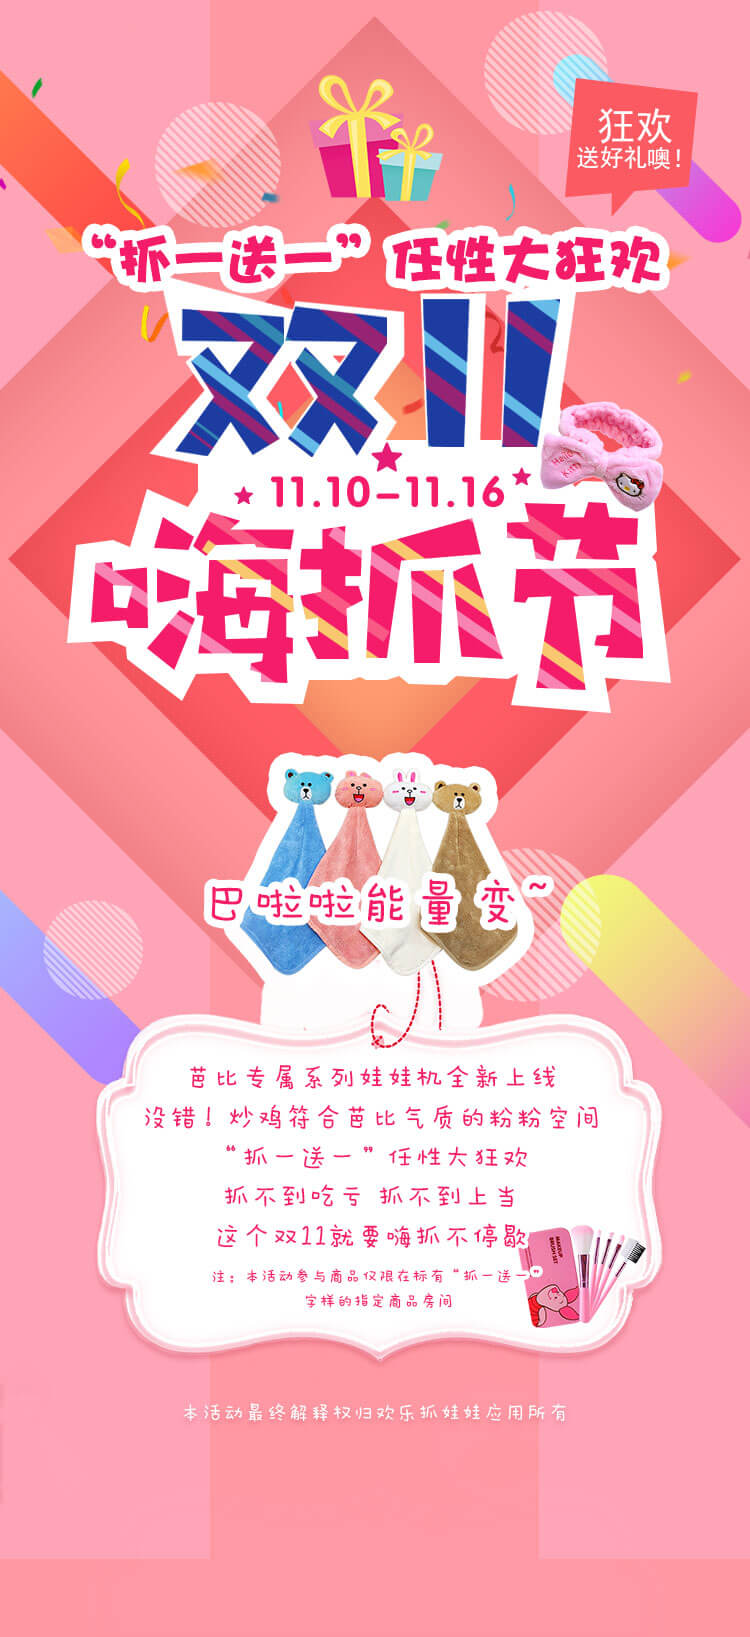 狂欢
送好礼噢!
“抓一送一”任性大狂欢
双11
11.10-11.16
Hello
Kitty
嗨抓节
巴啦啦能量变~
芭比专属系列娃娃机全新上线
没错!炒鸡符合芭比气质的粉粉空间
“抓一送一”任性大狂欢
抓不到吃亏 抓不到上当
这个双11就要嗨抓不停歇
MAKEUP
BRUSH SET
注:本活动参与商品仅限在标有“抓一送一”
字样的指定商品房间
本活动最终解释权归欢乐抓娃娃应用所有